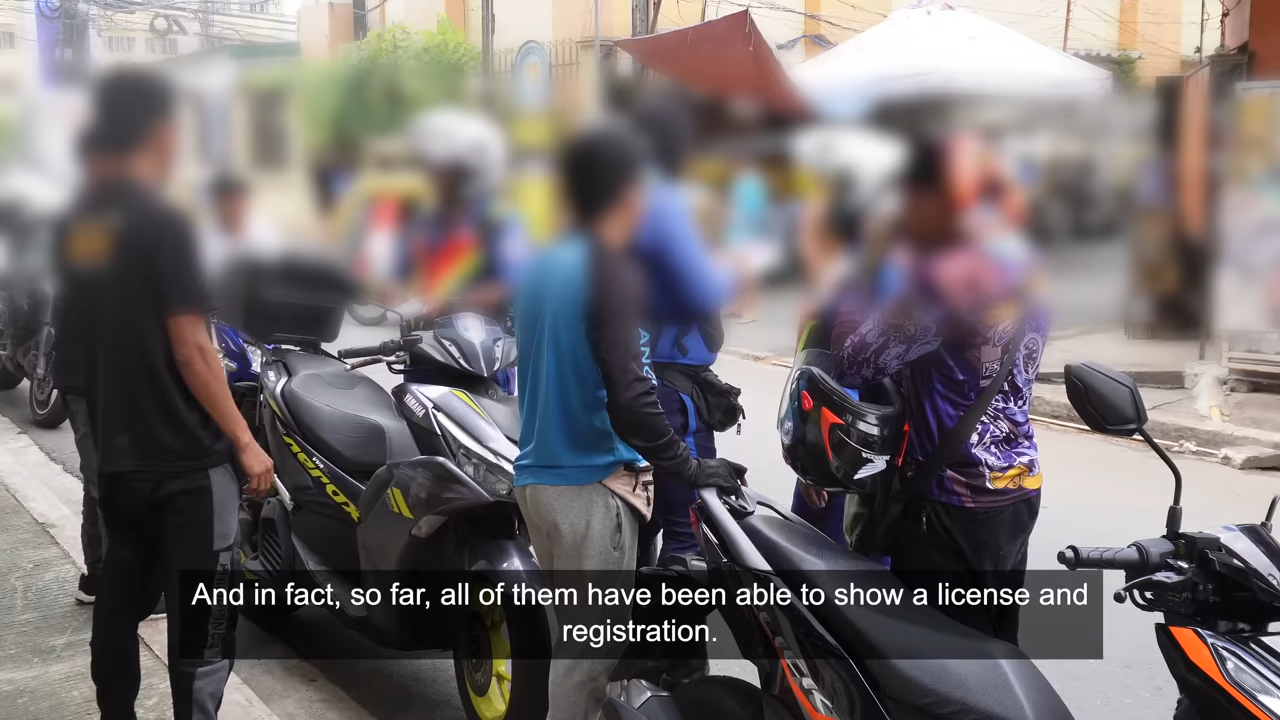 YAMAHA
aerox
And in fact, so far, all of them have been able to show a license and
registration.